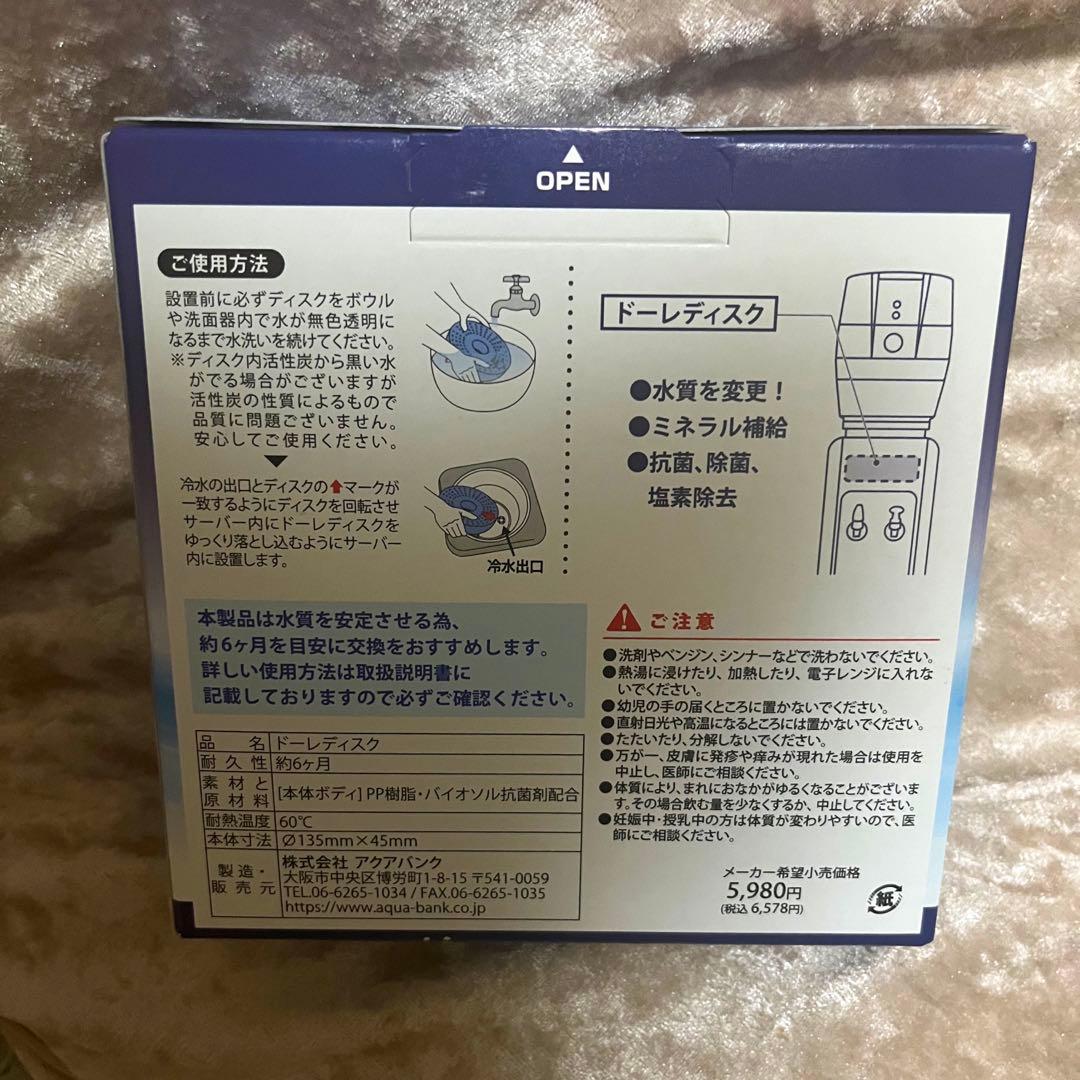 OPEN
ご使用方法
設置前に必ずディスクをボウル
や洗面器内で水が無色透明に
なるまで水洗いを続けてください。
※ディスク内活性炭から黒い水
がでる場合がございますが
活性炭の性質によるもので
品質に問題ございません。
安心してご使用ください。
冷水の出口とディスクの⬆マークが
一致するようにディスクを回転させ
サーバー内にドーレディスクを
ゆっくり落とし込むようにサーバー
内に設置します。
冷水出口
ドーレディスク
●水質を変更！
●ミネラル補給
●抗菌、除菌、
塩素除去
本製品は水質を安定させる為、
約6ヶ月を目安に交換をおすすめします。
詳しい使用方法は取扱説明書に
記載しておりますので必ずご確認ください。
品名 ドーレディスク
耐久性 約6ヶ月
素材と
原材料 [本体ボディ] PP樹脂・バイオソル抗菌剤配合
耐熱温度 60℃
本体寸法 ∅135mm×45mm
製造・
販売元 株式会社 アクアバンク
大阪市中央区博労町1-8-15 〒541-0059
TEL.06-6265-1034 / FAX.06-6265-1035
https://www.aqua-bank.co.jp
ご注意
●洗剤やベンジン、シンナーなどで洗わないでください。
●熱湯に浸けたり、加熱したり、電子レンジに入れな
いでください。
●幼児の手の届くところに置かないでください。
●直射日光や高温になるところには置かないでください。
●たたいたり、分解しないでください。
●万が一、皮膚に発疹や痒みが現れた場合は使用を
中止し、医師にご相談ください。
●体質により、まれにおなかがゆるくなることがございま
す。その場合飲む量を少なくするか、中止してください。
●妊娠中・授乳中の方は体質が変わりやすいので、医
師にご相談ください。
メーカー希望小売価格
5,980円
(税込 6,578円)
紙